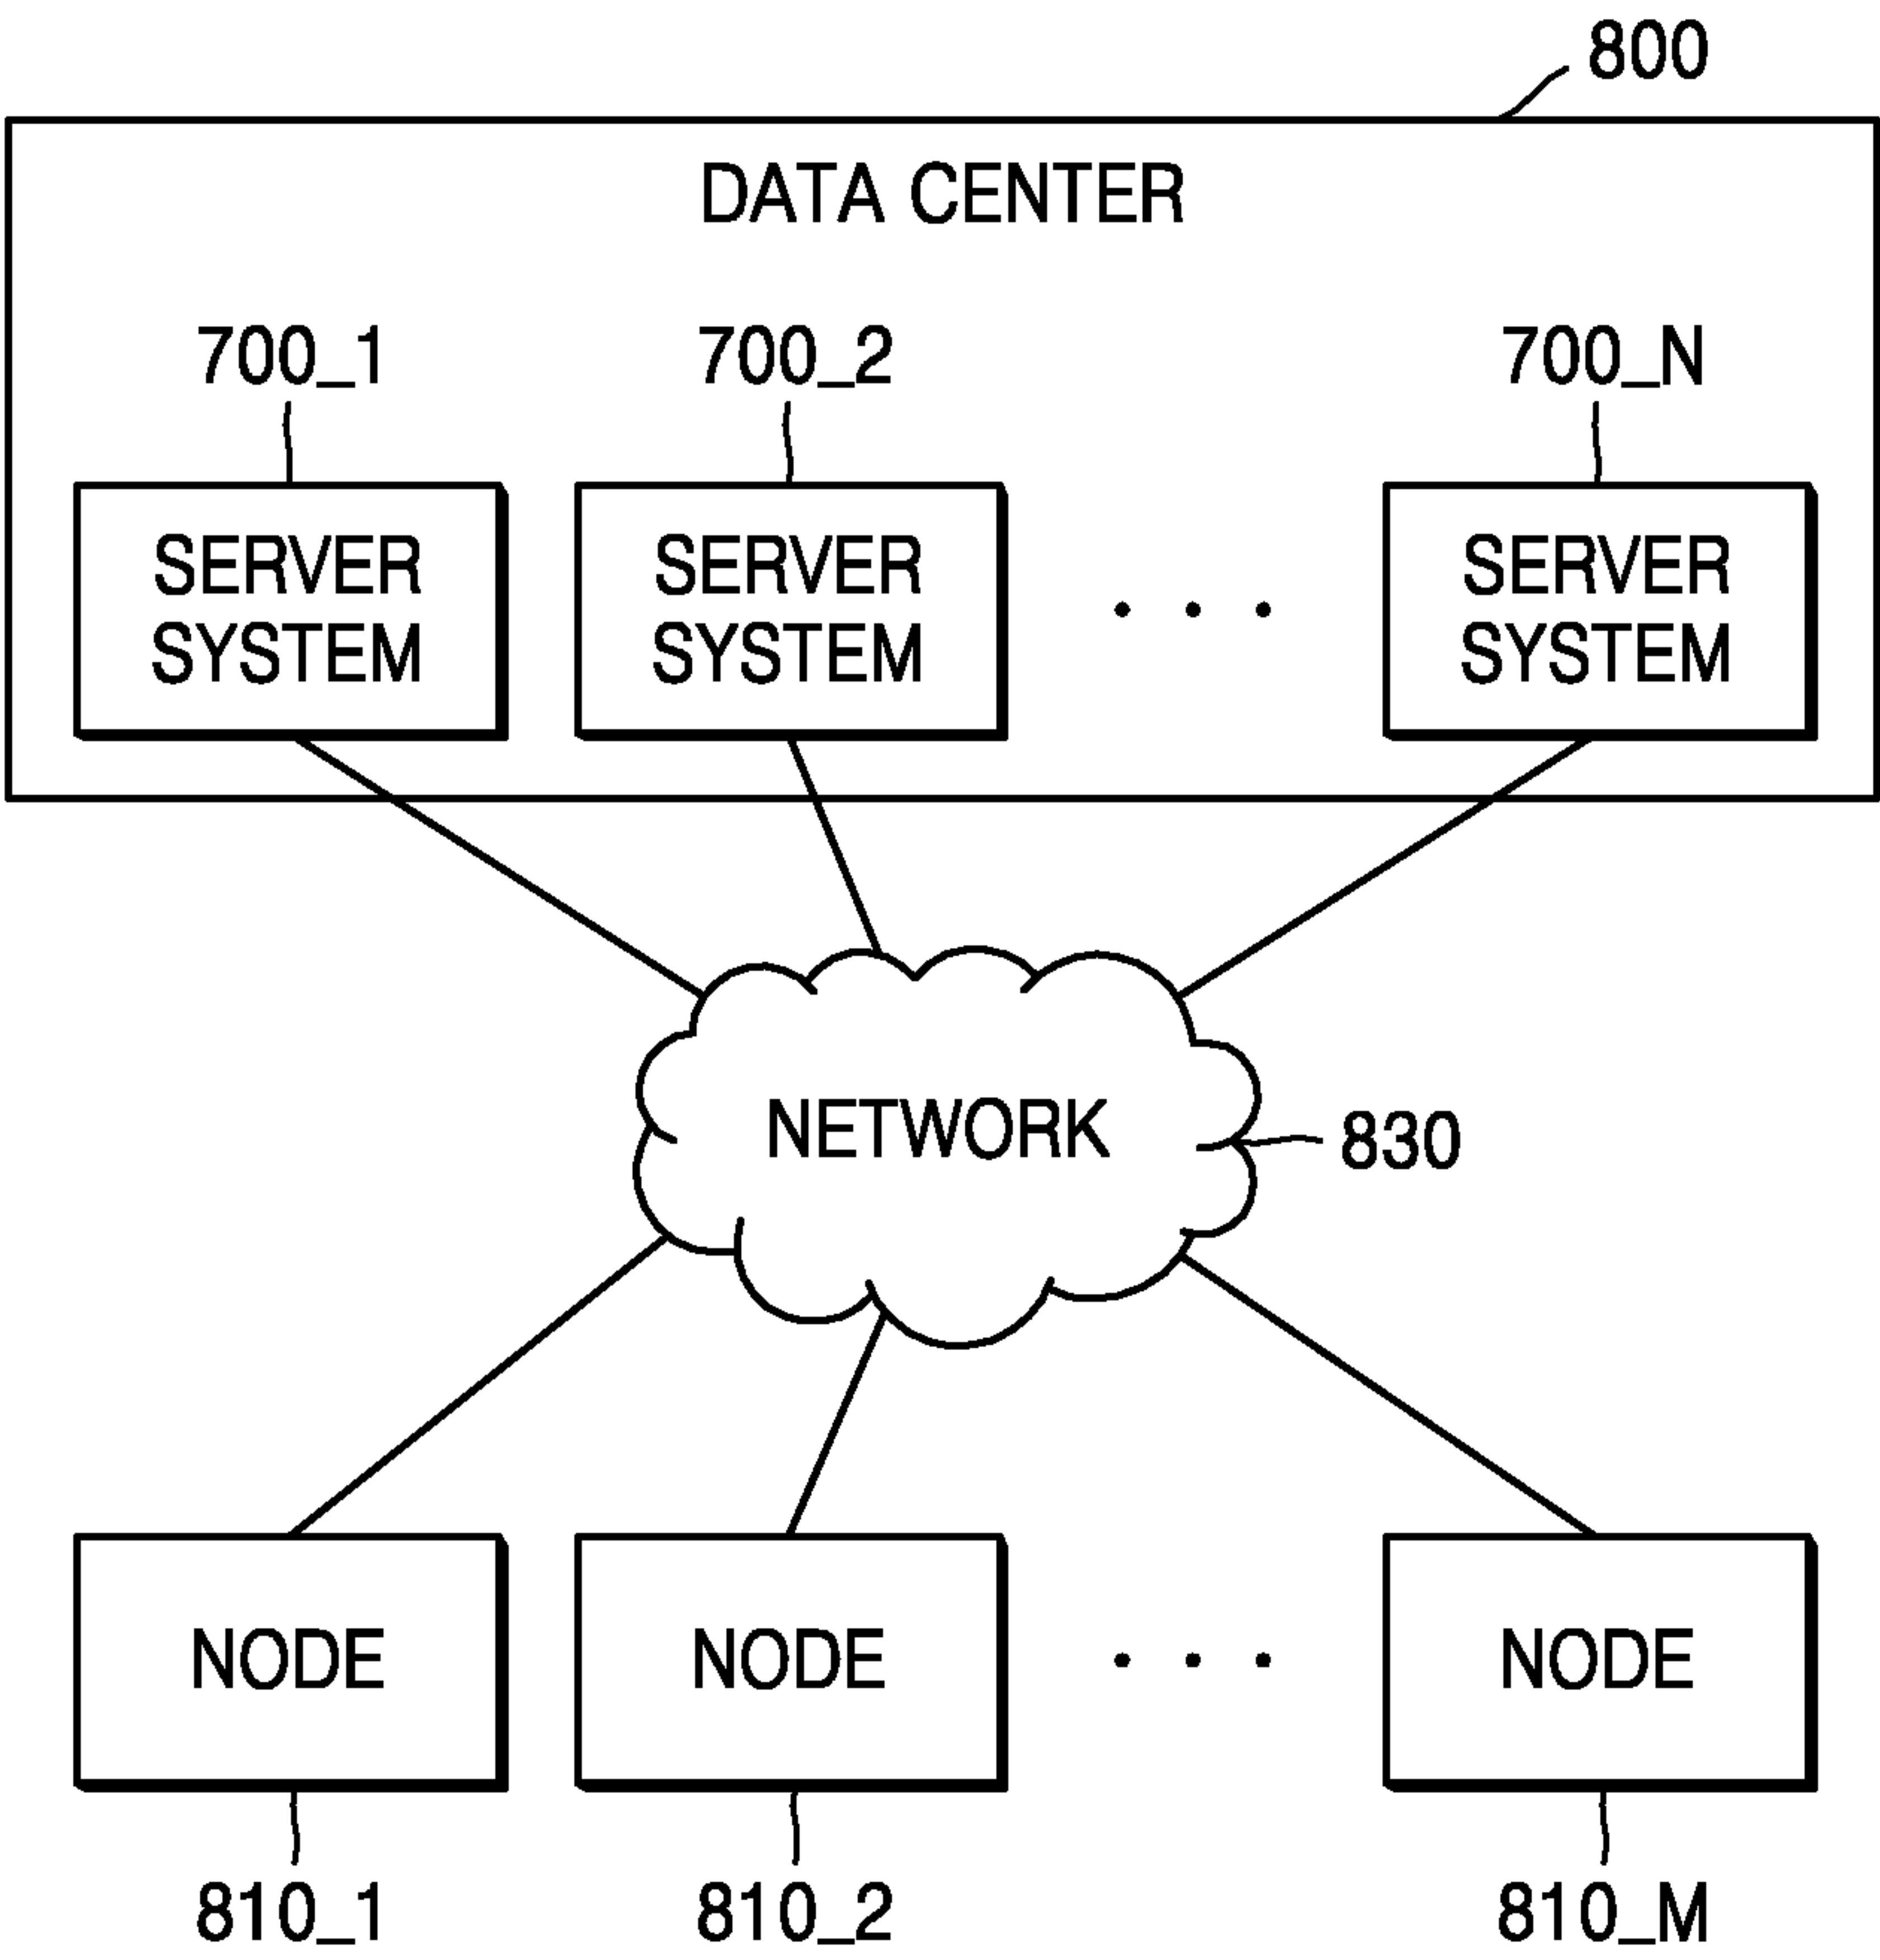 800
DATA CENTER
700_1 700_2 700_N
SERVER SYSTEM
SERVER SYSTEM
. . .
SERVER SYSTEM
NETWORK
830
NODE NODE . . . NODE
810_1 810_2 810_M